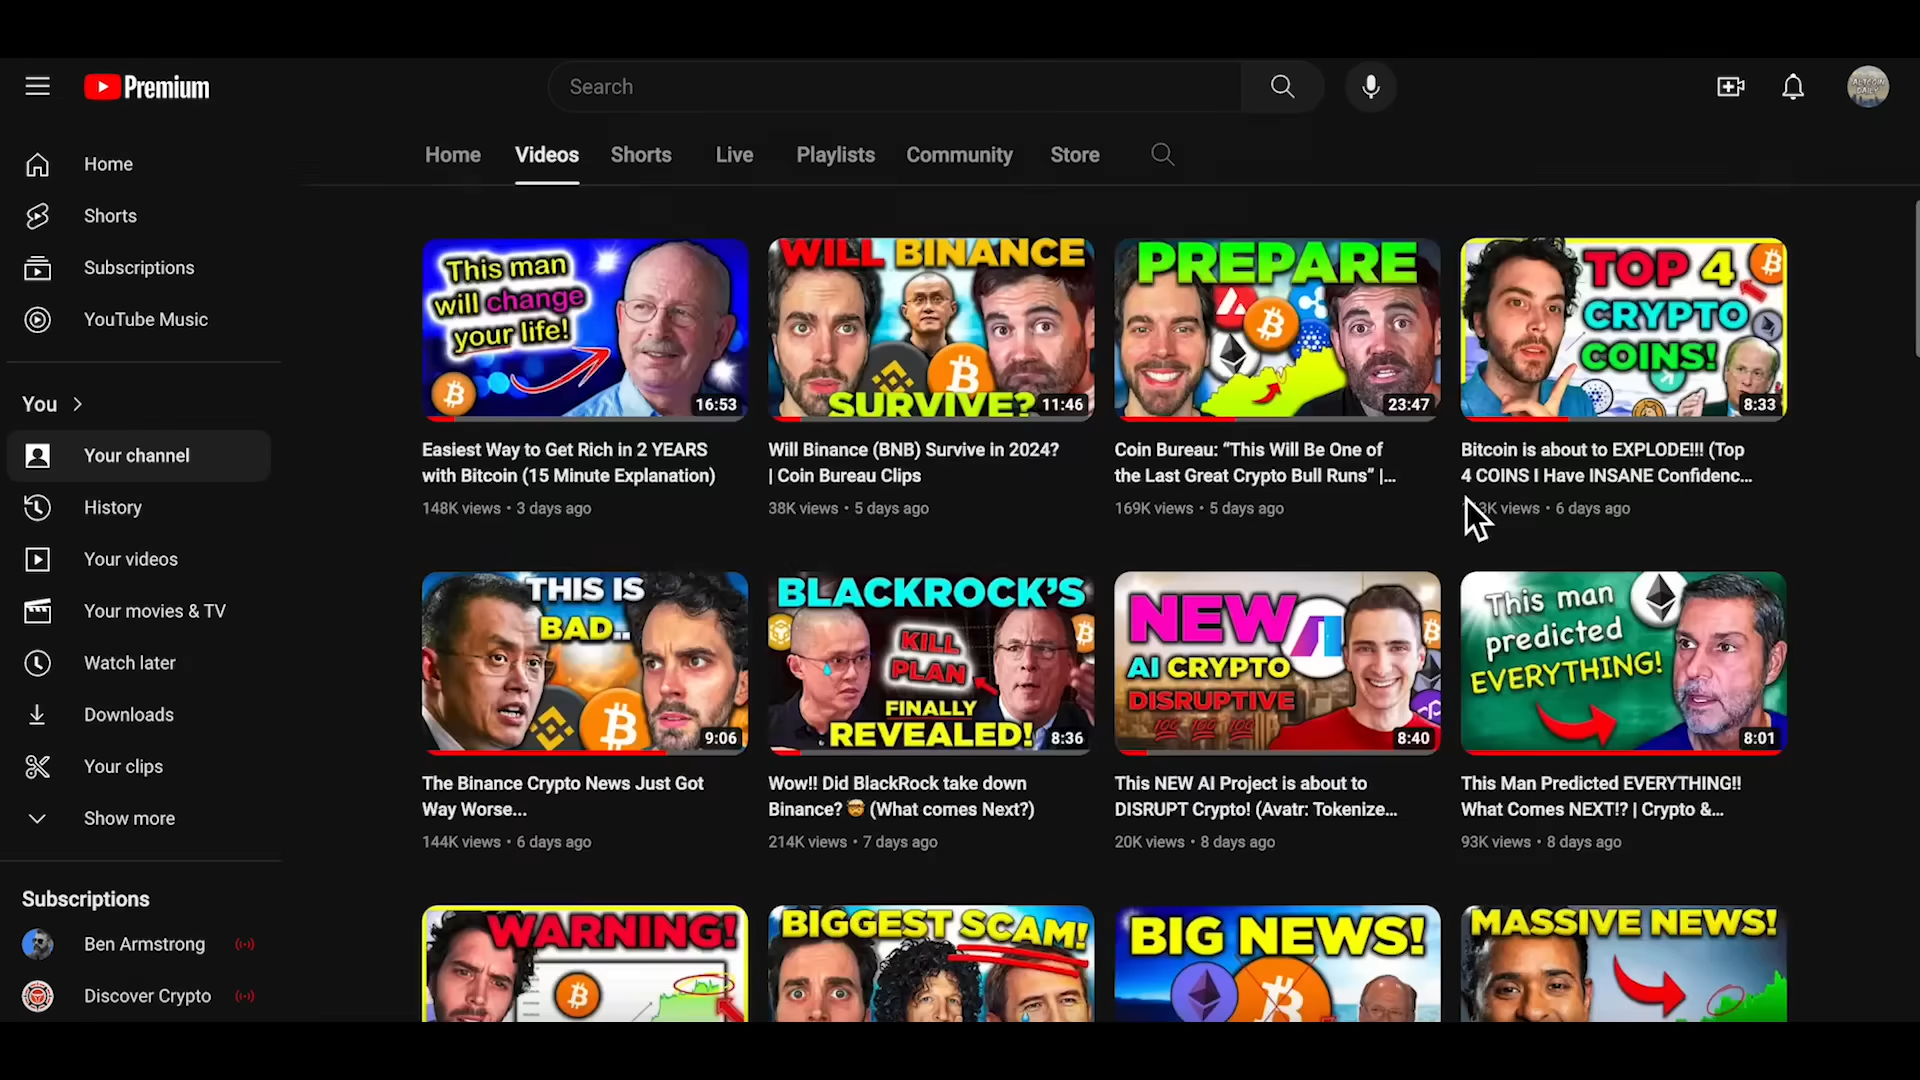 Premium
Search
ALTCOIN
DAILY
Home
Videos
Shorts
Live
Playlists
Community
Store
Home
Shorts
Subscriptions
YouTube Music
You
Your channel
History
Your videos
Your movies & TV
Watch later
Downloads
Your clips
Show more
Subscriptions
Ben Armstrong
Discover Crypto
This man
will change
your life!
16:53
Easiest Way to Get Rich in 2 YEARS
with Bitcoin (15 Minute Explanation)
148K views • 3 days ago
WILL BINANCE
SURVIVE?
11:46
Will Binance (BNB) Survive in 2024?
| Coin Bureau Clips
38K views • 5 days ago
PREPARE
23:47
Coin Bureau: “This Will Be One of
the Last Great Crypto Bull Runs” |...
169K views • 5 days ago
TOP 4
CRYPTO
COINS!
8:33
Bitcoin is about to EXPLODE!!! (Top
4 COINS I Have INSANE Confidenc...
views • 6 days ago
THIS IS
BAD..
9:06
The Binance Crypto News Just Got
Way Worse...
144K views • 6 days ago
BLACKROCK'S
KILL
PLAN
FINALLY
REVEALED!
8:36
Wow!! Did BlackRock take down
Binance? 🤯 (What comes Next?)
214K views • 7 days ago
NEW
AI CRYPTO
DISRUPTIVE
100 100 100
8:40
This NEW AI Project is about to
DISRUPT Crypto! (Avatr: Tokenize...
20K views • 8 days ago
This man
predicted
EVERYTHING!
8:01
This Man Predicted EVERYTHING!!
What Comes NEXT!? | Crypto &...
93K views • 8 days ago
WARNING!
BIGGEST SCAM!
BIG NEWS!
MASSIVE NEWS!